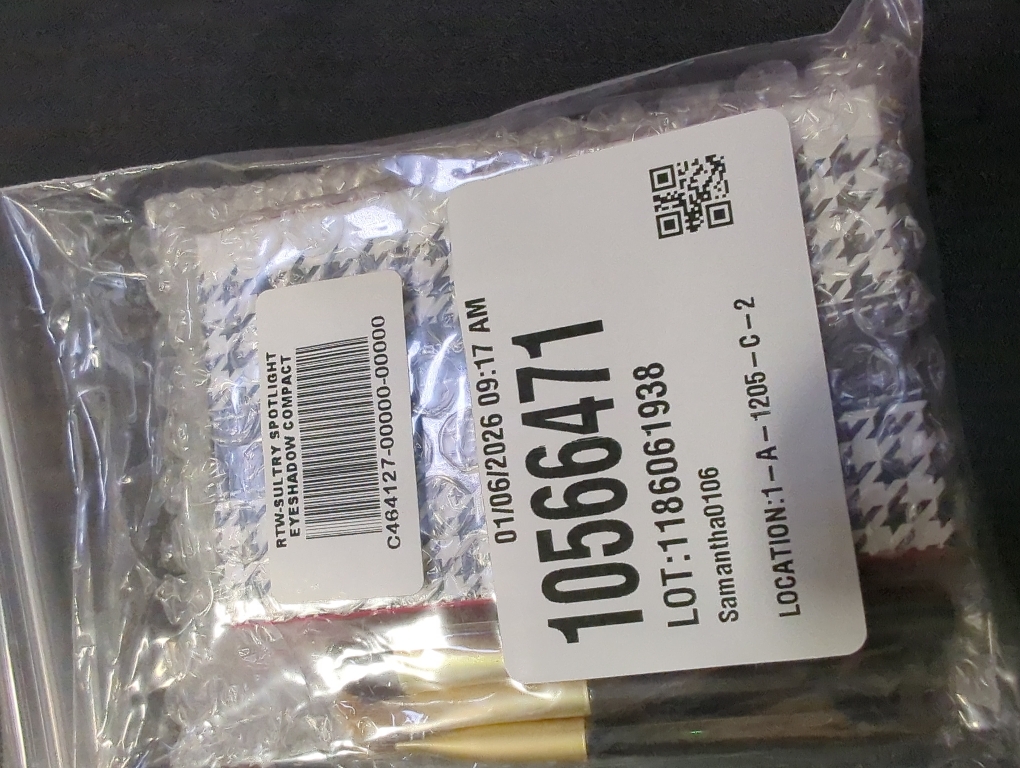 RTW-SULTRY SPOTLIGHT
EYESHADOW COMPACT
C464127-00000-00000
01/06/2026 09:17 AM
10566471
LOT:1186061938
Samantha0106
LOCATION:1-A-1205-C-2